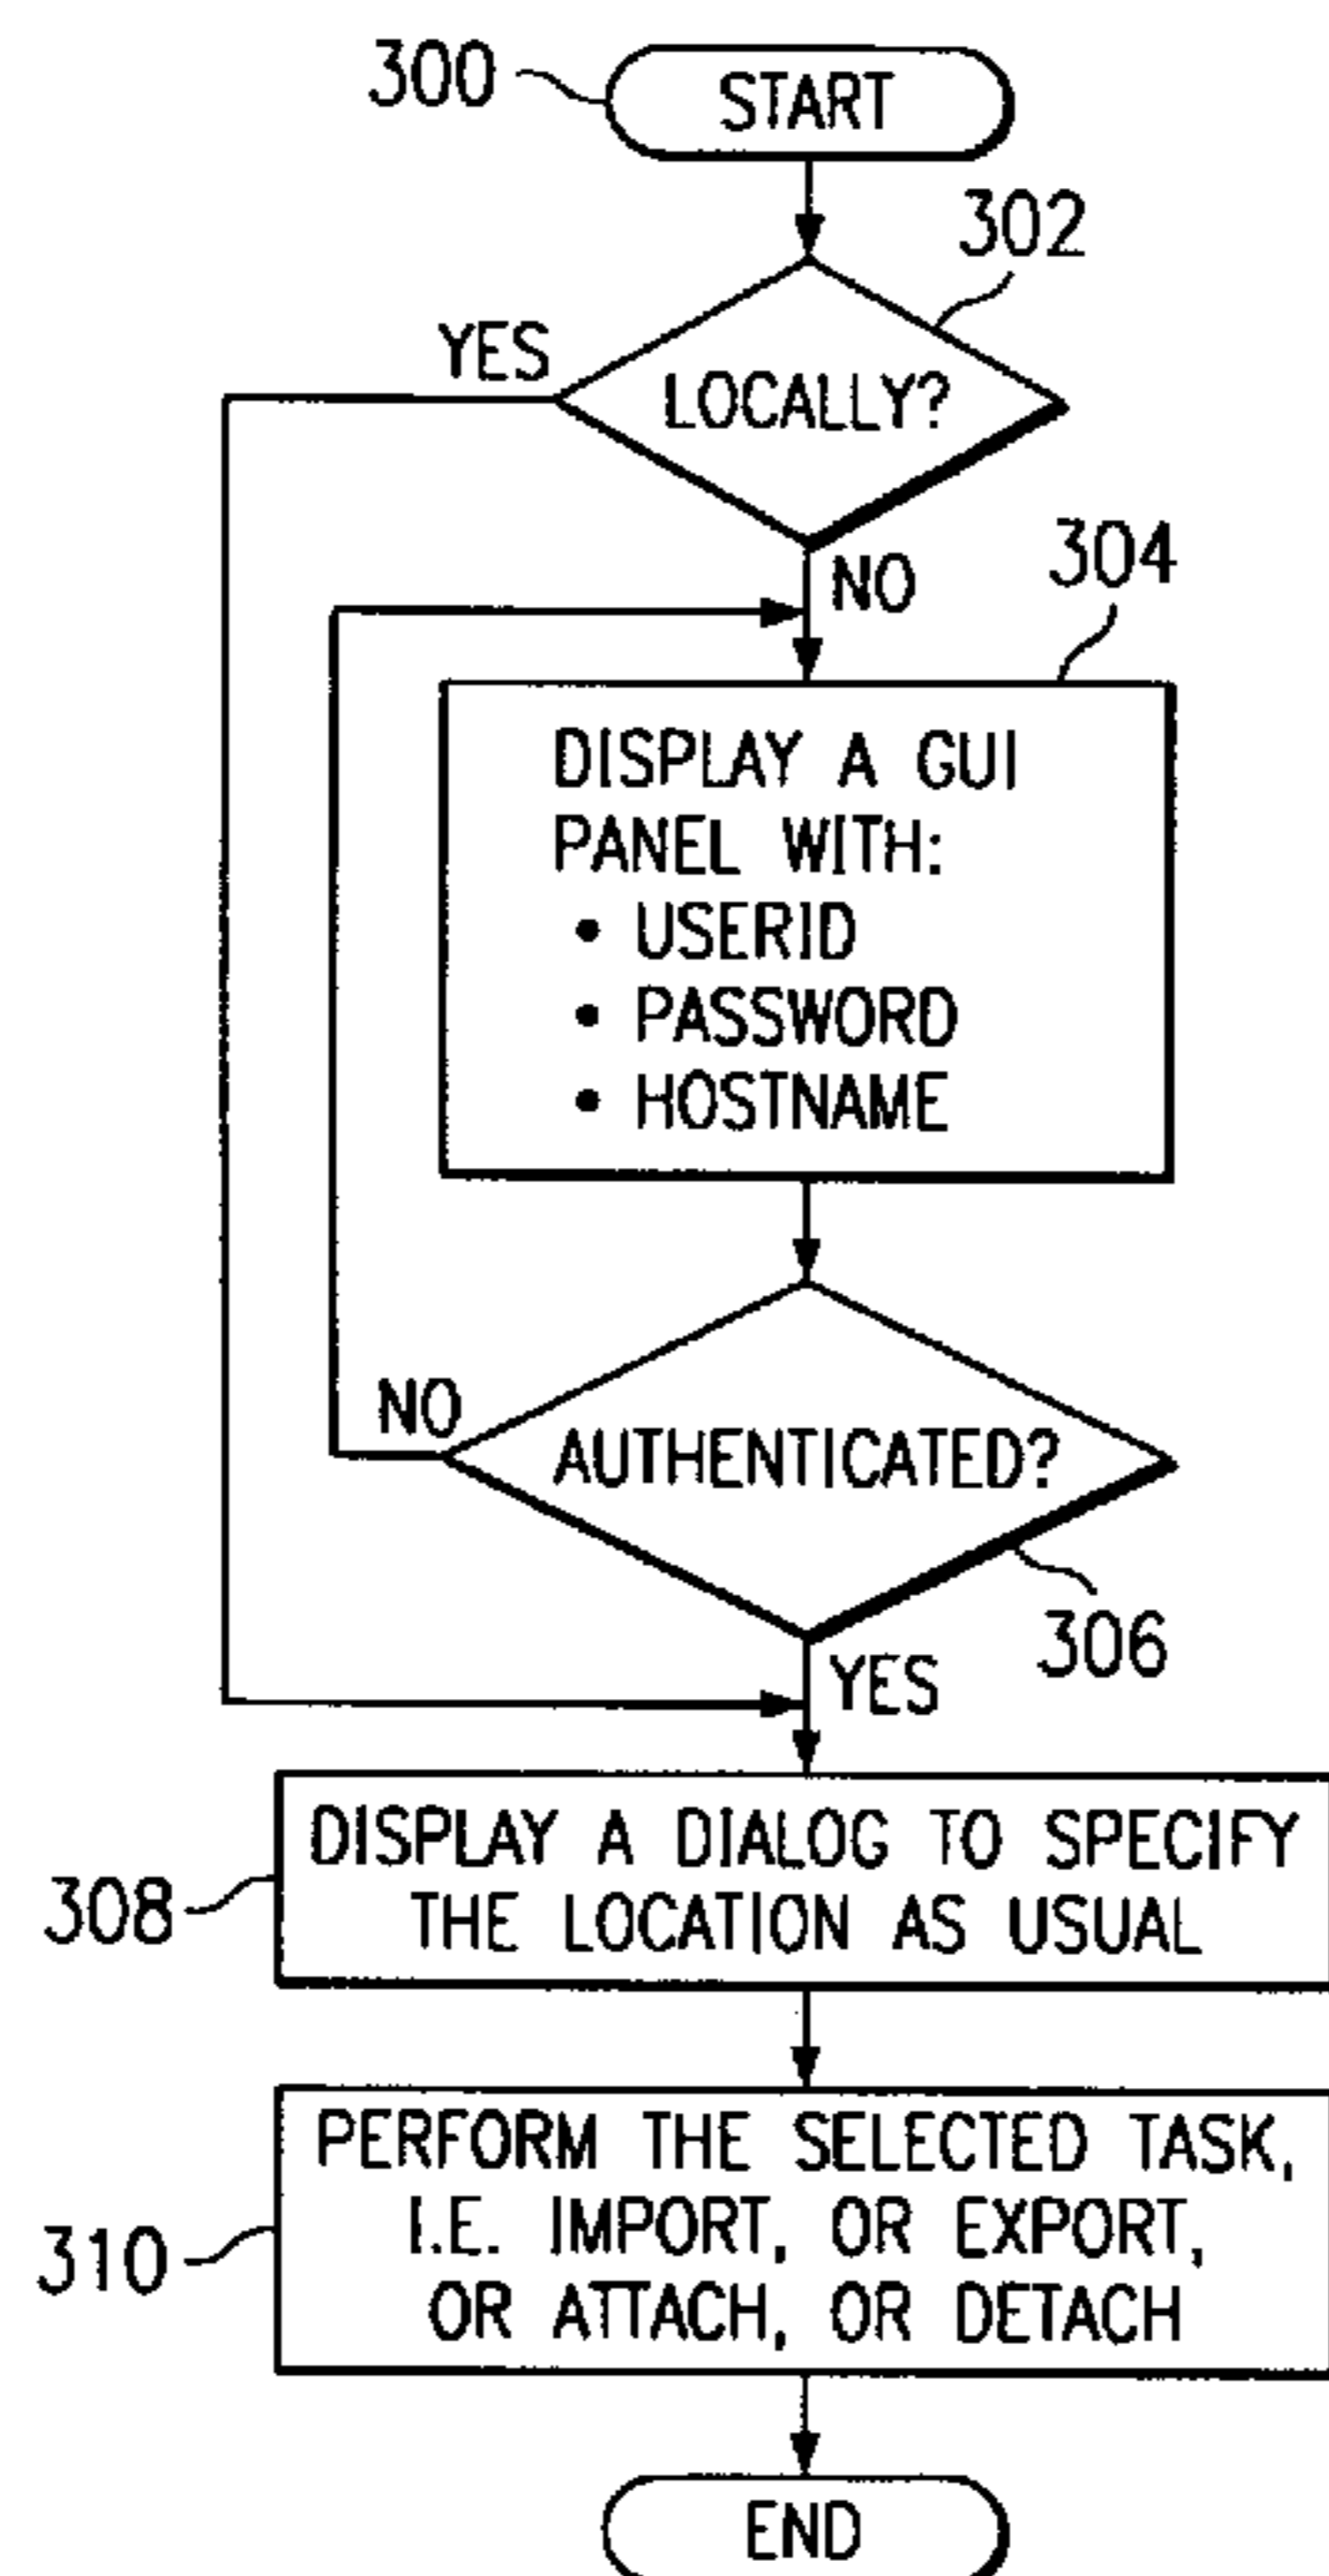 300
START
302
YES
LOCALLY?
NO
304
DISPLAY A GUI
PANEL WITH:
• USERID
• PASSWORD
• HOSTNAME
NO
AUTHENTICATED?
306
YES
308
DISPLAY A DIALOG TO SPECIFY
THE LOCATION AS USUAL
310
PERFORM THE SELECTED TASK,
I.E. IMPORT, OR EXPORT,
OR ATTACH, OR DETACH
END